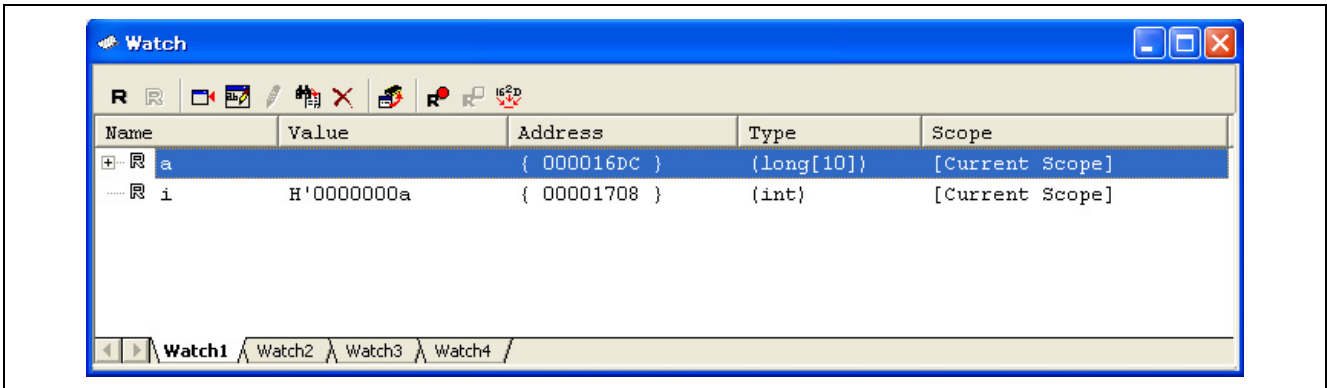 Watch
Name Value Address Type Scope
R a { 000016DC } (long[10]) [Current Scope]
R i H'0000000a { 00001708 } (int) [Current Scope]
Watch1 Watch2 Watch3 Watch4